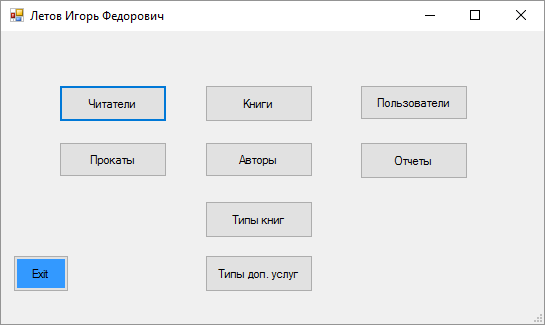 Летов Игорь Федорович
Читатели
Книги
Пользователи
Прокаты
Авторы
Отчеты
Типы книг
Exit
Типы доп. услуг